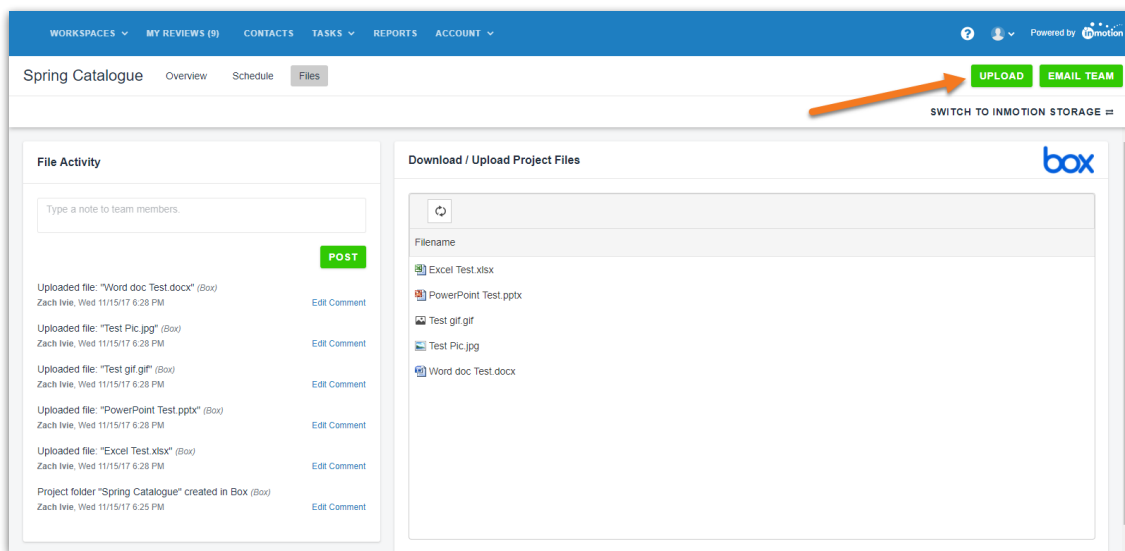 WORKSPACES MY REVIEWS (9) CONTACTS TASKS REPORTS ACCOUNT ? Powered by inmotion
Spring Catalogue Overview Schedule Files UPLOAD EMAIL TEAM
SWITCH TO INMOTION STORAGE
File Activity
Type a note to team members.
POST
Uploaded file: "Word doc Test.docx" (Box)
Zach Ivie, Wed 11/15/17 6:28 PM Edit Comment
Uploaded file: "Test Pic.jpg" (Box)
Zach Ivie, Wed 11/15/17 6:28 PM Edit Comment
Uploaded file: "Test gif.gif" (Box)
Zach Ivie, Wed 11/15/17 6:28 PM Edit Comment
Uploaded file: "PowerPoint Test.pptx" (Box)
Zach Ivie, Wed 11/15/17 6:28 PM Edit Comment
Uploaded file: "Excel Test.xlsx" (Box)
Zach Ivie, Wed 11/15/17 6:28 PM Edit Comment
Project folder "Spring Catalogue" created in Box (Box)
Zach Ivie, Wed 11/15/17 6:25 PM Edit Comment
Download / Upload Project Files box
Filename
Excel Test.xlsx
PowerPoint Test.pptx
Test gif.gif
Test Pic.jpg
Word doc Test.docx